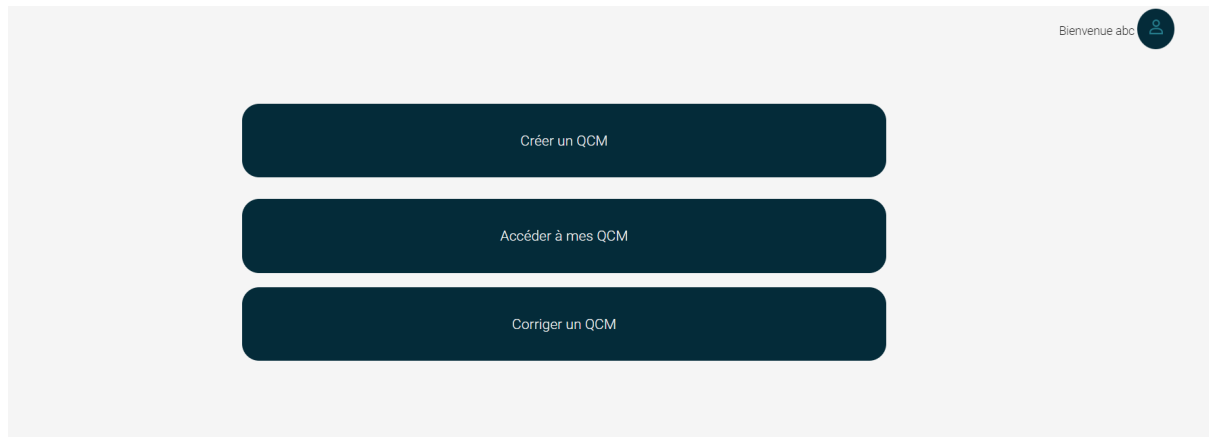 Bienvenue abc
Créer un QCM
Accéder à mes QCM
Corriger un QCM